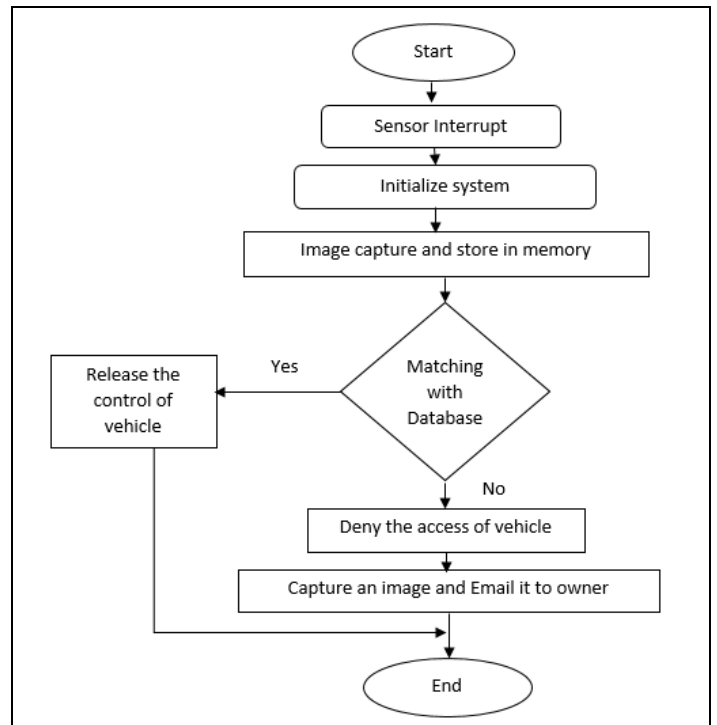 Start
Sensor Interrupt
Initialize system
Image capture and store in memory
Matching
with
Database
Yes
Release the
control of
vehicle
No
Deny the access of vehicle
Capture an image and Email it to owner
End